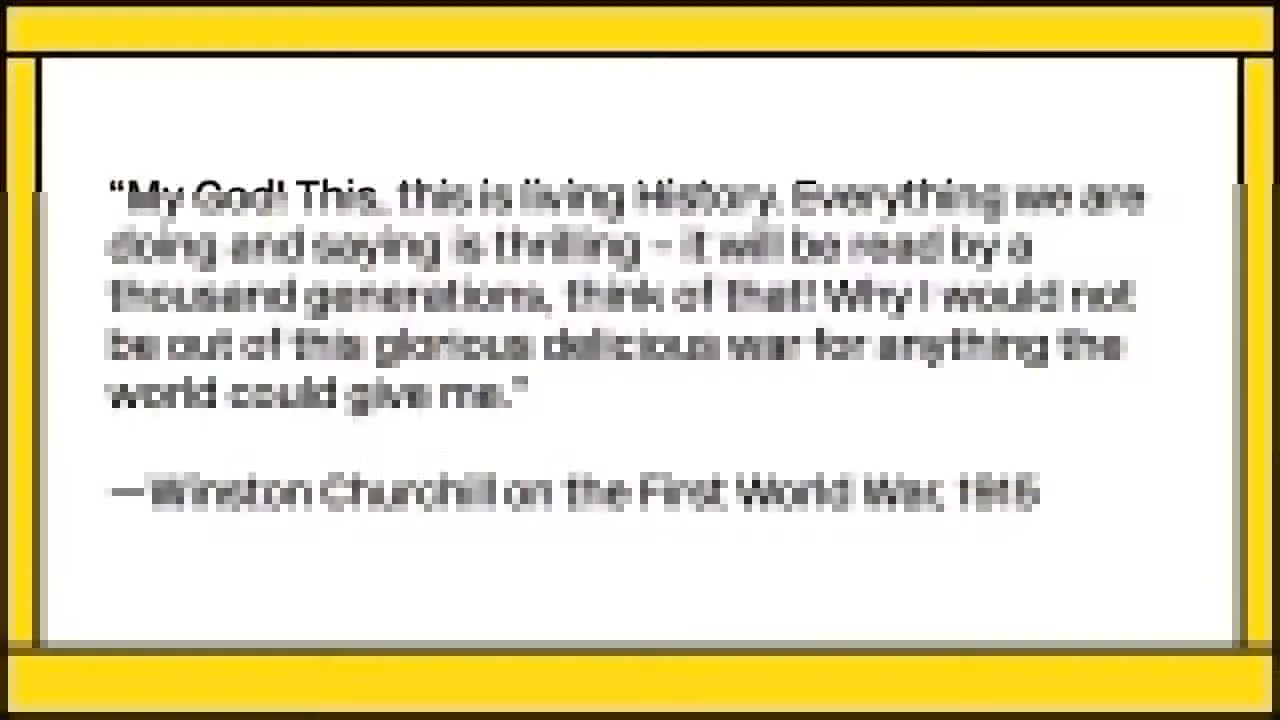 “My God! This, this is living History. Everything we are
doing and saying is thrilling – it will be read by a
thousand generations, think of that! Why I would not
be out of this glorious delicious war for anything the
world could give me.”
— Winston Churchill on the First World War, 1915